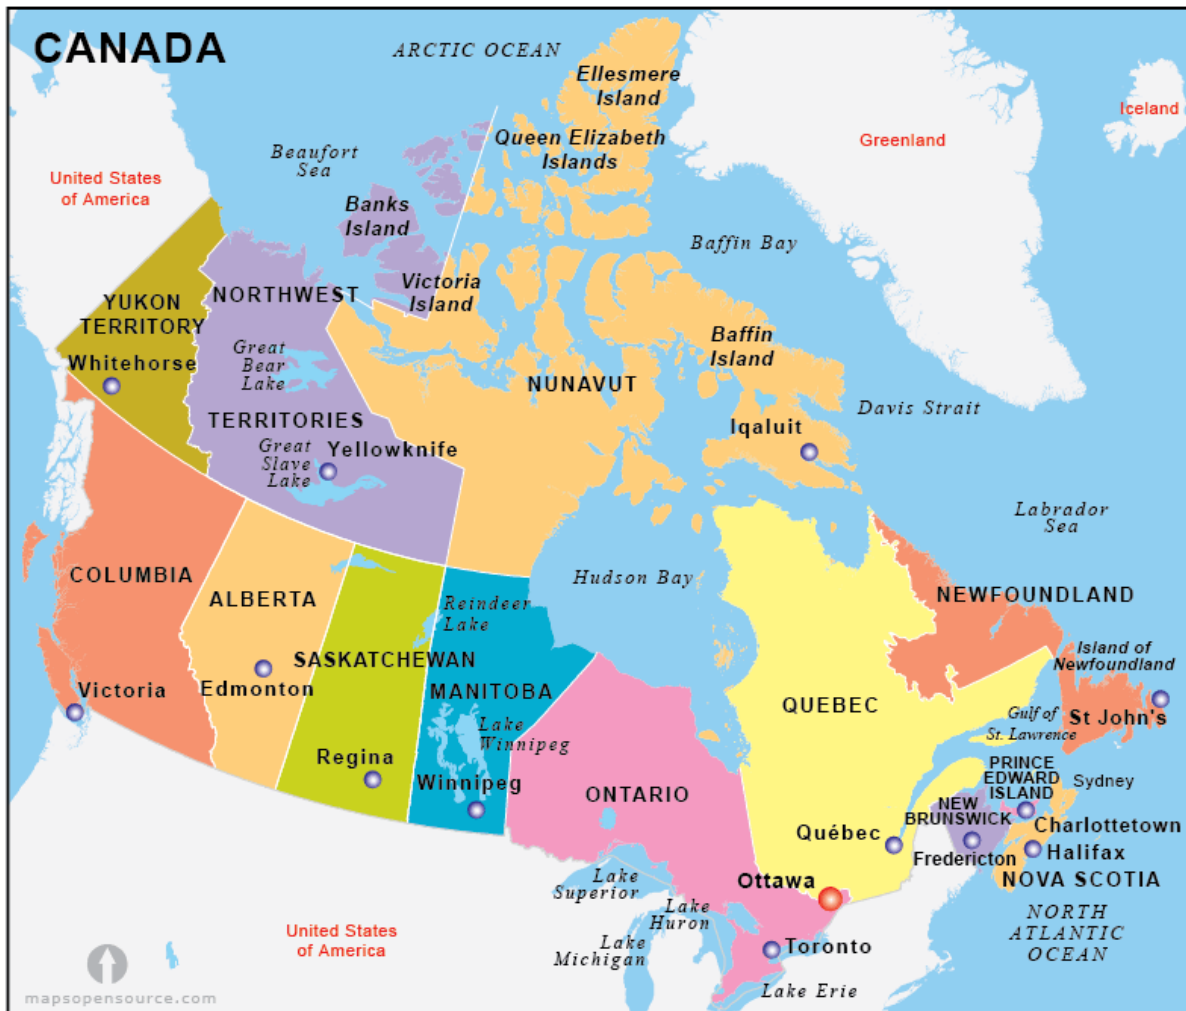 CANADA
ARCTIC OCEAN
Ellesmere
Island
Queen Elizabeth
Islands
Greenland
Iceland
Beaufort
Sea
United States
of America
Banks
Island
Baffin Bay
Victoria
Island
NORTHWEST
YUKON
TERRITORY
Whitehorse
Great
Bear
Lake
Baffin
Island
NUNAVUT
Davis Strait
TERRITORIES
Iqaluit
Great
Slave
Lake
Yellowknife
Labrador
Sea
COLUMBIA
ALBERTA
Hudson Bay
NEWFOUNDLAND
Reindeer
Lake
SASKATCHEWAN
Island of
Newfoundland
Edmonton
Victoria
MANITOBA
QUEBEC
Gulf of
St. Lawrence
St John's
Lake
Winnipeg
Regina
Winnipeg
ONTARIO
PRINCE
EDWARD
ISLAND
Sydney
NEW
BRUNSWICK
Charlottetown
Québec
Fredericton
Halifax
Ottawa
NOVA SCOTIA
Lake
Superior
Lake
Huron
NORTH
ATLANTIC
OCEAN
United States
of America
Lake
Michigan
Toronto
Lake Erie
mapsopensource.com